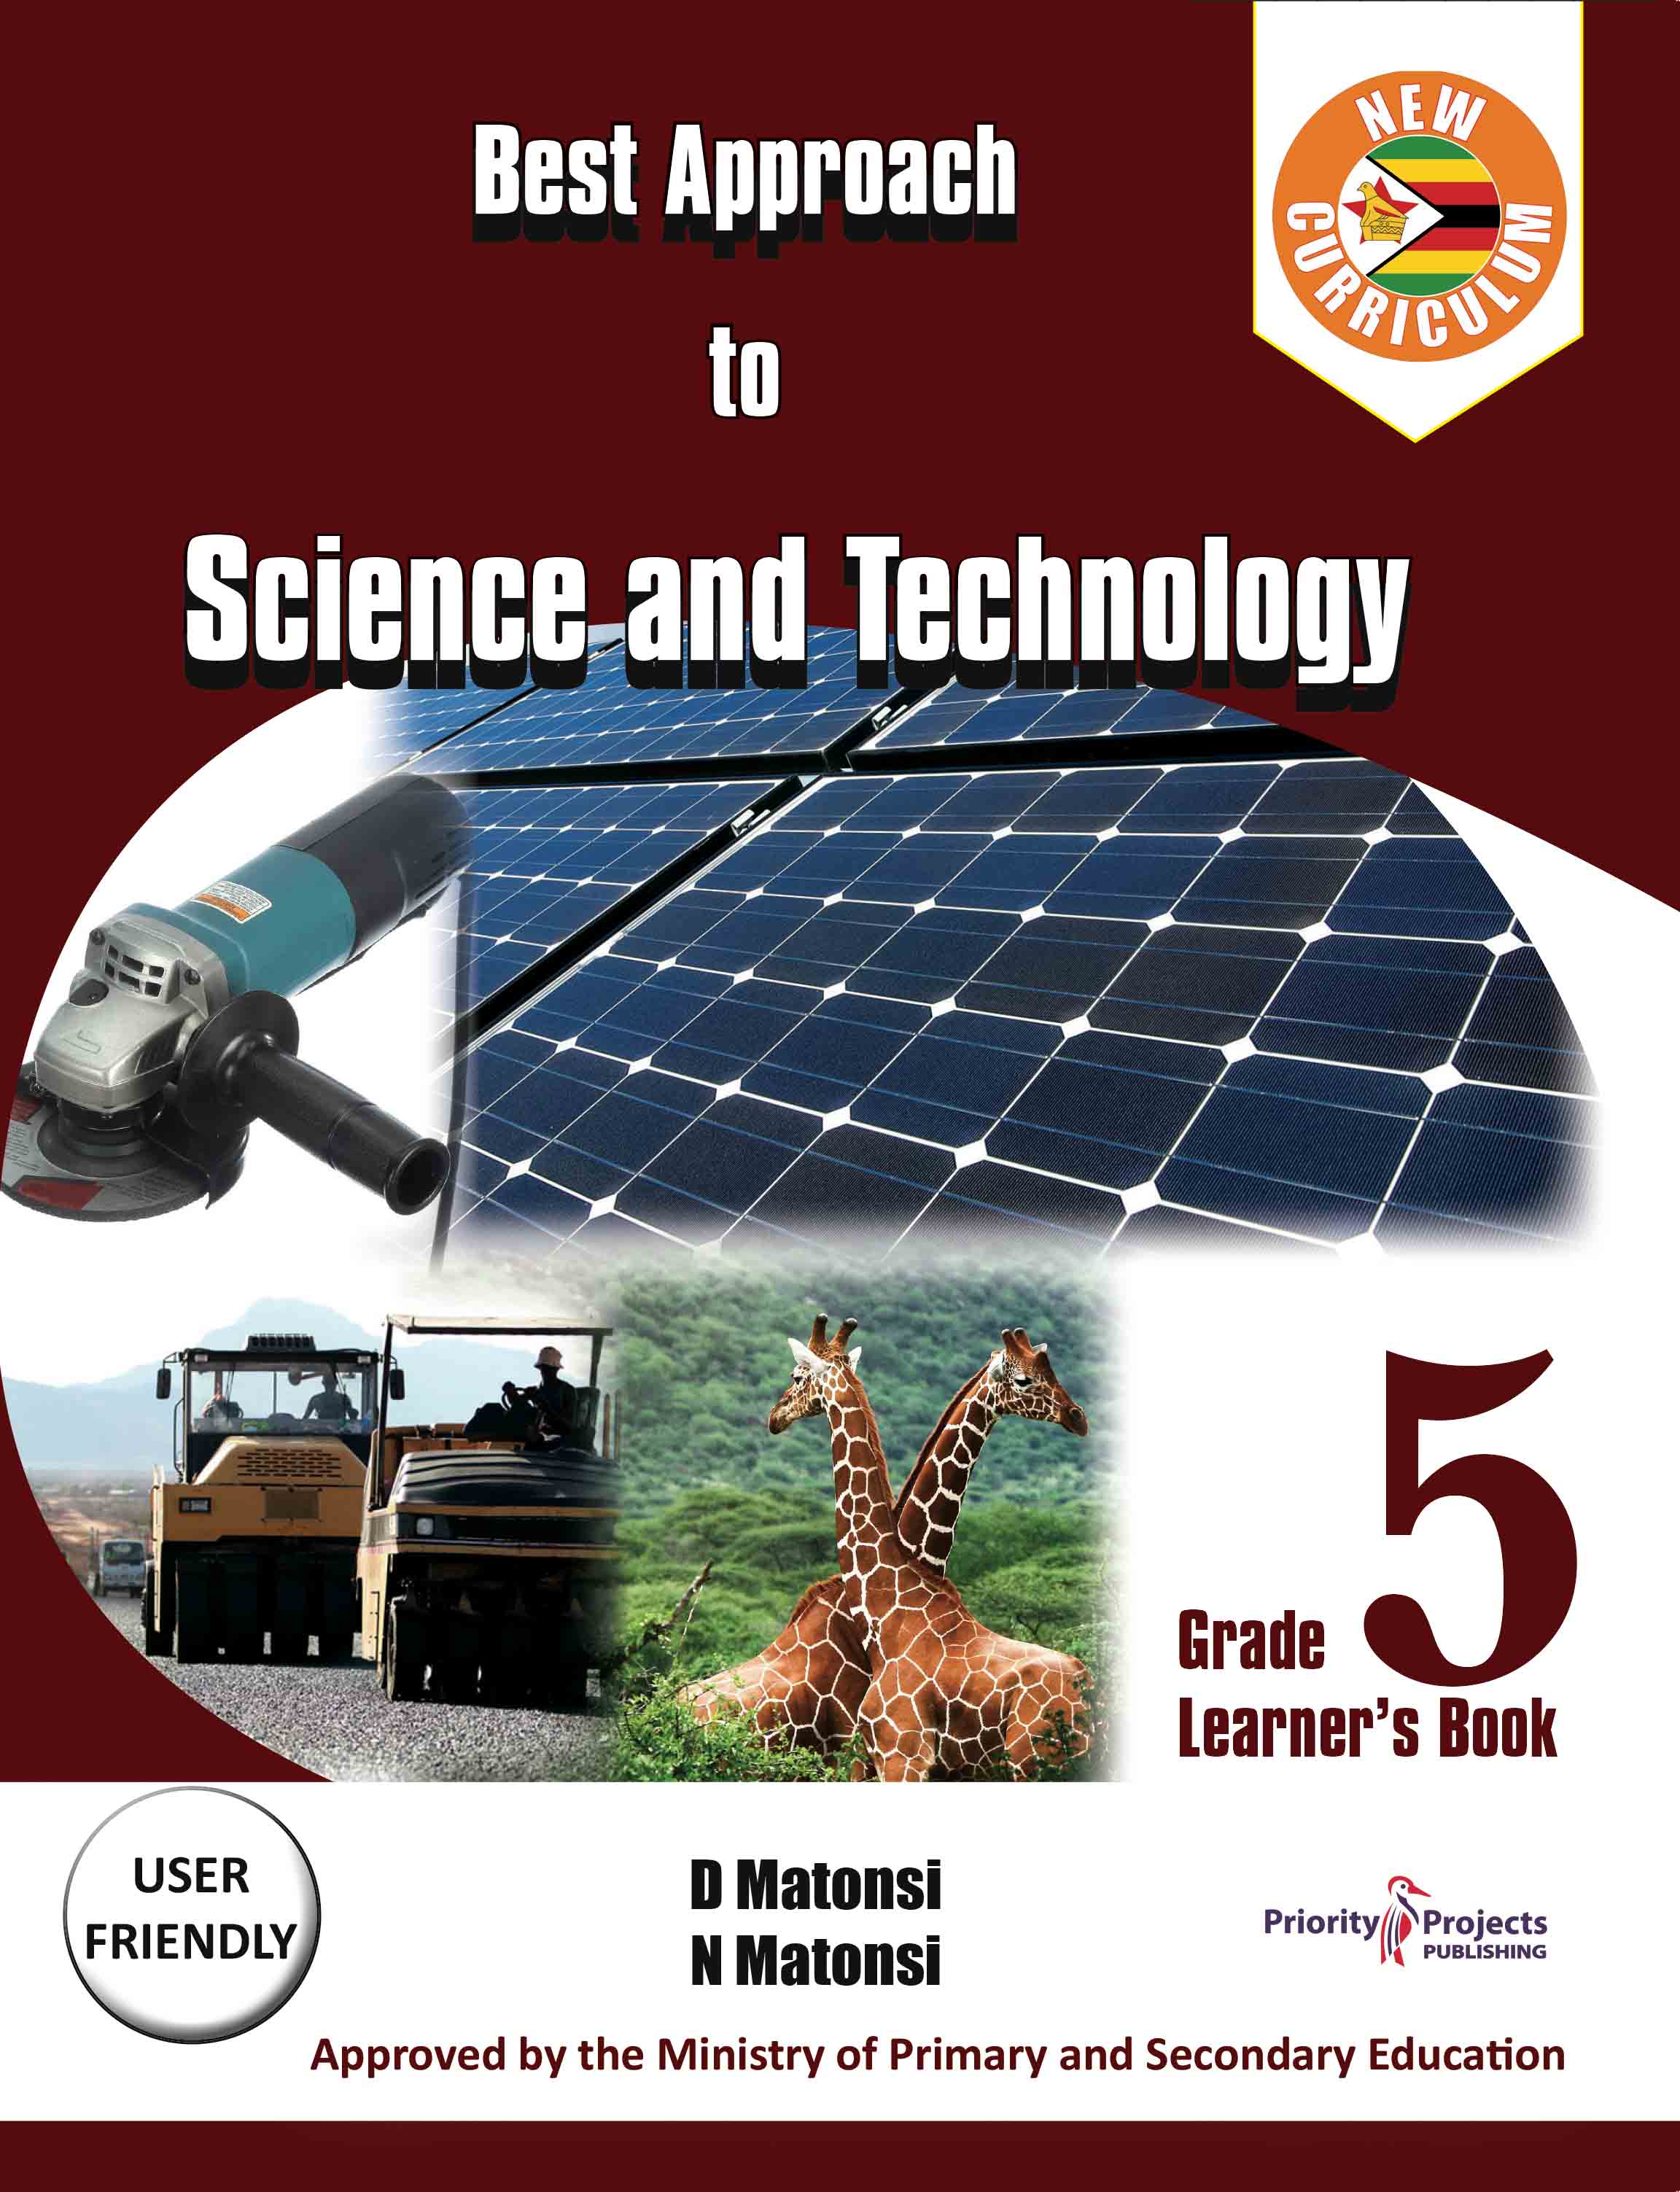 NEW
CURRICULUM
Best Approach
to
Science and Technology
Grade 5
Learner's Book
USER
FRIENDLY
D Matonsi
N Matonsi
Priority Projects
PUBLISHING
Approved by the Ministry of Primary and Secondary Education